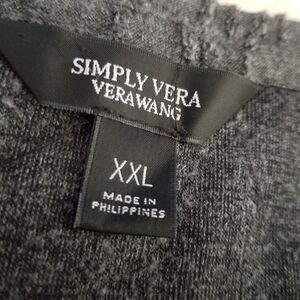 SIMPLY VERA
VERAWANG
XXL
MADE IN
PHILIPPINES